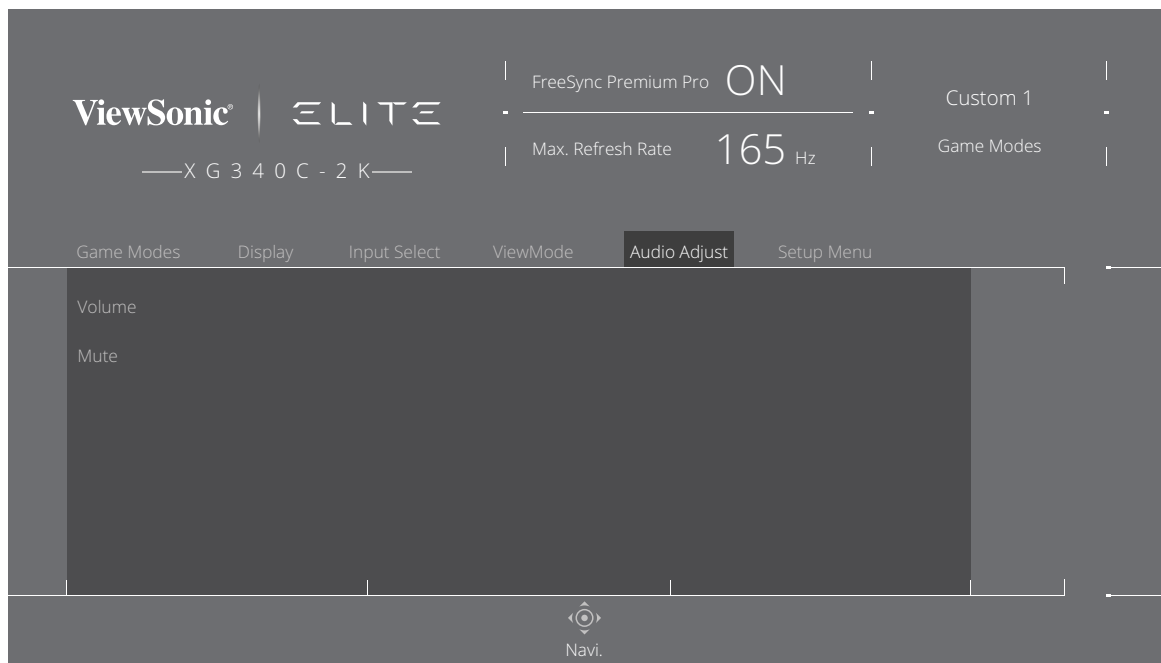 ViewSonic® ELITE
XG340C-2K
FreeSync Premium Pro ON
Max. Refresh Rate 165 Hz
Custom 1
Game Modes
Game Modes Display Input Select ViewMode Audio Adjust Setup Menu
Volume
Mute
Navi.